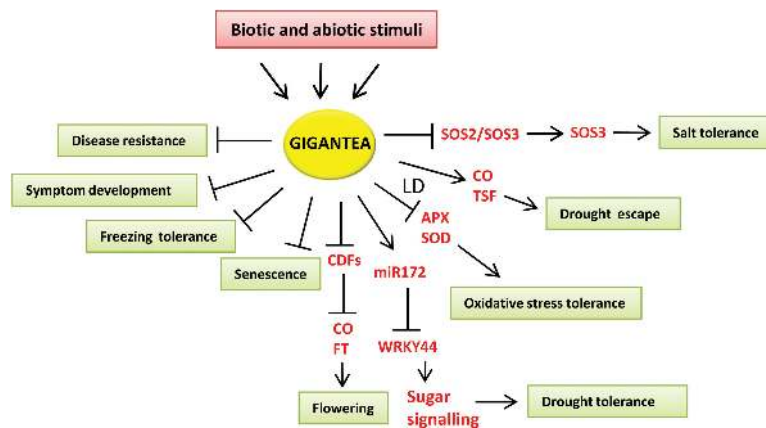 Biotic and abiotic stimuli
GIGANTEA
Disease resistance
SOS2/SOS3
SOS3
Salt tolerance
Symptom development
LD
CO
TSF
Drought escape
Freezing tolerance
APX
SOD
Senescence
CDFs
miR172
Oxidative stress tolerance
CO
FT
WRKY44
Flowering
Sugar
signalling
Drought tolerance